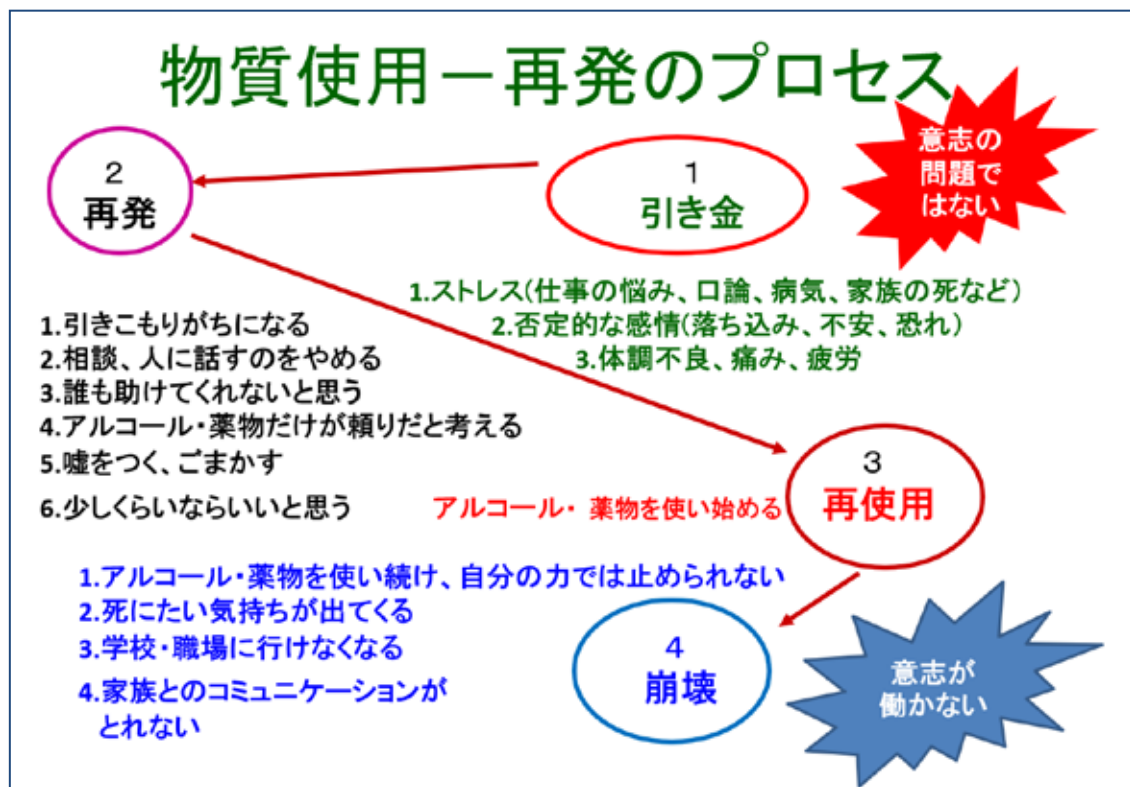 物質使用－再発のプロセス
意志の
問題で
はない
1
引き金
2
再発
1.ストレス(仕事の悩み、口論、病気、家族の死など)
2.否定的な感情(落ち込み、不安、恐れ)
3.体調不良、痛み、疲労
1.引きこもりがちになる
2.相談、人に話すのをやめる
3.誰も助けてくれないと思う
4.アルコール・薬物だけが頼りだと考える
5.嘘をつく、ごまかす
6.少しくらいならいいと思う
3
再使用
アルコール・ 薬物を使い始める
1.アルコール・薬物を使い続け、自分の力では止められない
2.死にたい気持ちが出てくる
3.学校・職場に行けなくなる
4.家族とのコミュニケーションが
とれない
4
崩壊
意志が
働かない